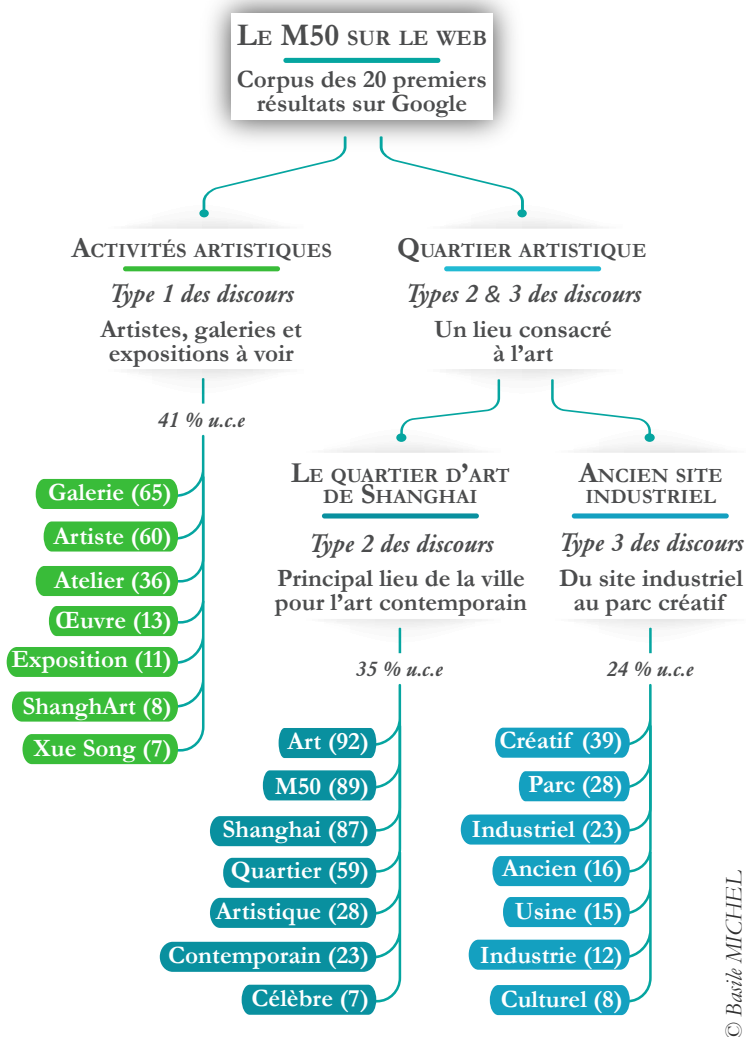 LE M50 SUR LE WEB
Corpus des 20 premiers
résultats sur Google
ACTIVITÉS ARTISTIQUES
Type 1 des discours
Artistes, galeries et
expositions à voir
41 % u.c.e
Galerie (65)
Artiste (60)
Atelier (36)
Œuvre (13)
Exposition (11)
ShanghArt (8)
Xue Song (7)
QUARTIER ARTISTIQUE
Types 2 & 3 des discours
Un lieu consacré
à l’art
LE QUARTIER D’ART
DE SHANGHAI
Type 2 des discours
Principal lieu de la ville
pour l’art contemporain
35 % u.c.e
Art (92)
M50 (89)
Shanghai (87)
Quartier (59)
Artistique (28)
Contemporain (23)
Célèbre (7)
ANCIEN SITE
INDUSTRIEL
Type 3 des discours
Du site industriel
au parc créatif
24 % u.c.e
Créatif (39)
Parc (28)
Industriel (23)
Ancien (16)
Usine (15)
Industrie (12)
Culturel (8)
© Basile MICHEL